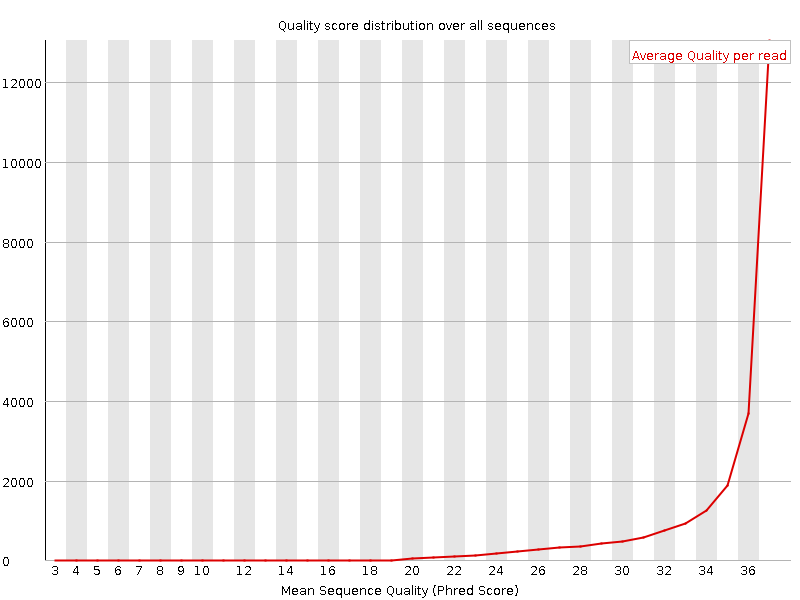 Quality score distribution over all sequences
Average Quality per read
12000
10000
8000
6000
4000
2000
0
3 4 5 6 7 8 9 10 12 14 16 18 20 22 24 26 28 30 32 34 36
Mean Sequence Quality (Phred Score)